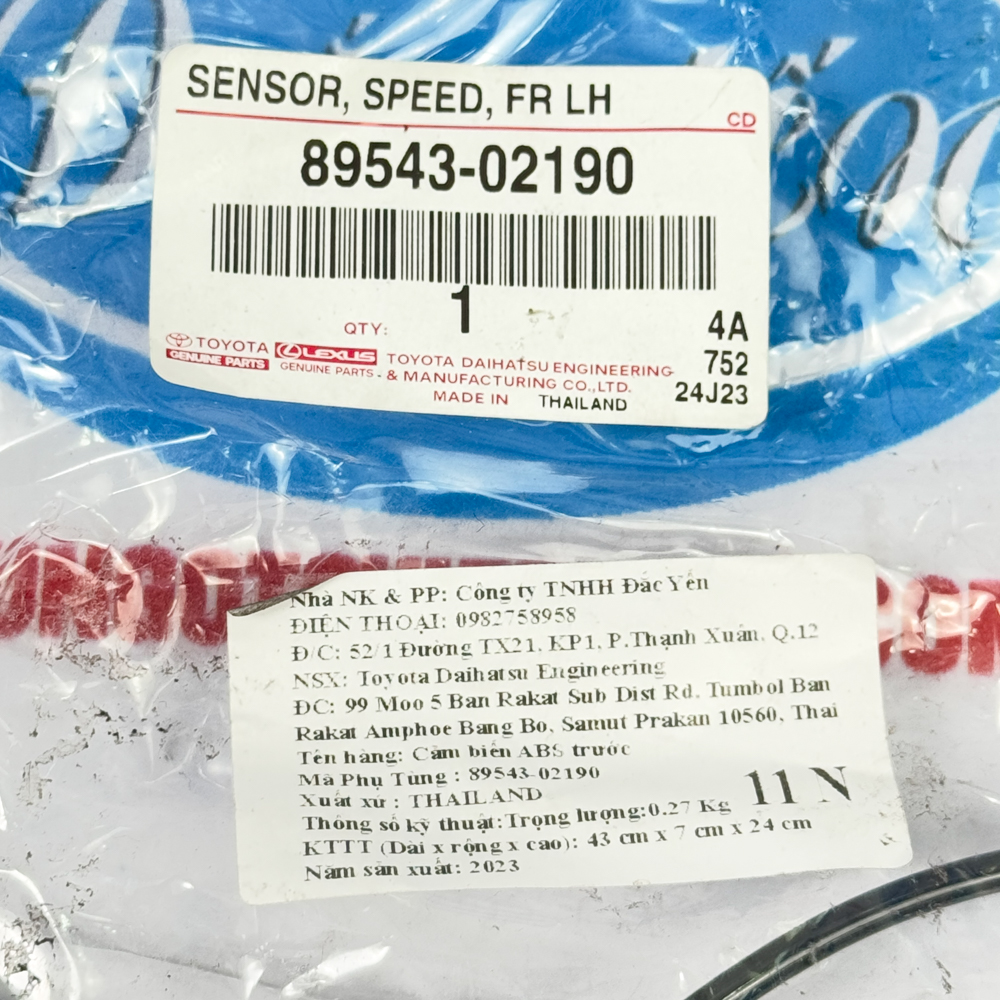 SENSOR, SPEED, FR LH
CD
89543-02190
QTY: 1
4A
TOYOTA
GENUINE PARTS
LEXUS
GENUINE PARTS
TOYOTA DAIHATSU ENGINEERING
752
- & MANUFACTURING CO.,LTD.
24J23
MADE IN THAILAND
Nhà NK & PP: Công ty TNHH Đắc Yến
ĐIỆN THOẠI: 0982758958
Đ/C: 52/1 Đường TX21, KP1, P.Thạnh Xuân, Q.12
NSX: Toyota Daihatsu Engineering
ĐC: 99 Moo 5 Ban Rakat Sub Dist Rd, Tumbol Ban
Rakat Amphoe Bang Bo, Samut Prakan 10560, Thai
Tên hàng: Cảm biến ABS trước
Mã Phụ Tùng : 89543-02190
Xuất xứ : THAILAND
11 N
Thông số kỹ thuật:Trọng lượng:0.27 Kg
KTTT (Dài x rộng x cao): 43 cm x 7 cm x 24 cm
Năm sản xuất: 2023